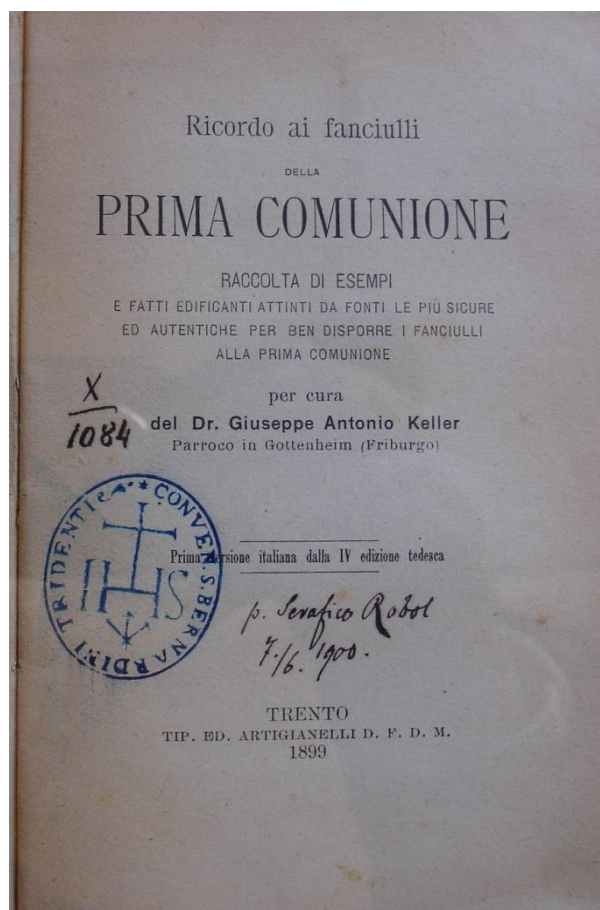 Ricordo ai fanciulli
DELLA
PRIMA COMUNIONE
RACCOLTA DI ESEMPI
E FATTI EDIFICANTI ATTINTI DA FONTI LE PIÙ SICURE
ED AUTENTICHE PER BEN DISPORRE I FANCIULLI
ALLA PRIMA COMUNIONE
per cura
del Dr. Giuseppe Antonio Keller
Parroco in Gottenheim (Friburgo)
X
1084
CONVEN. S. BERNARDINI TRIDENTI
IHS
Prima versione italiana dalla IV edizione tedesca
p. Serafico Robol
7./6. 1900.
TRENTO
TIP. ED. ARTIGIANELLI D. F. D. M.
1899